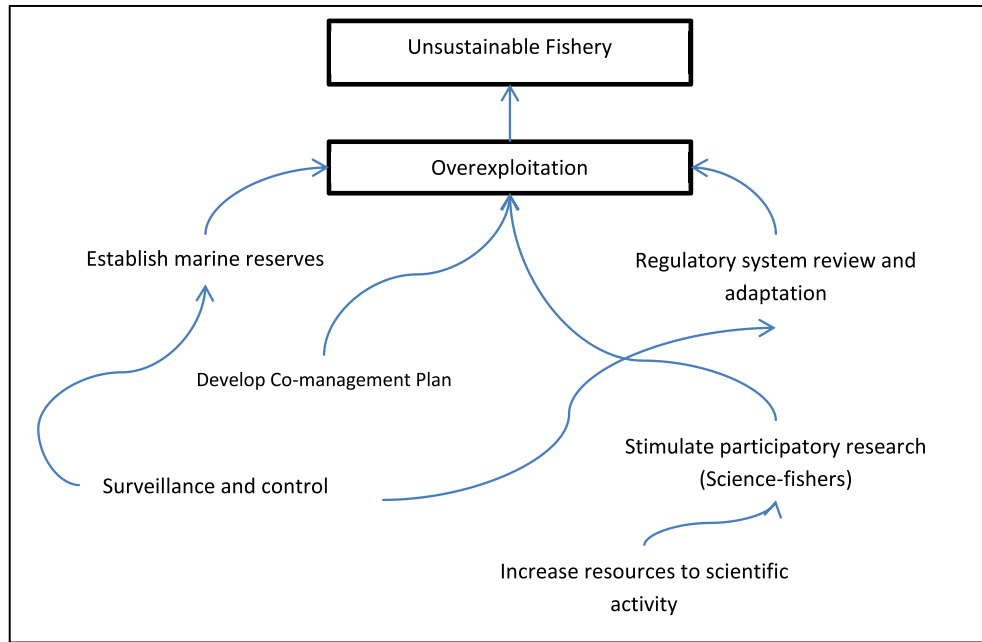 Unsustainable Fishery
Overexploitation
Establish marine reserves
Regulatory system review and
adaptation
Develop Co-management Plan
Stimulate participatory research
(Science-fishers)
Surveillance and control
Increase resources to scientific
activity